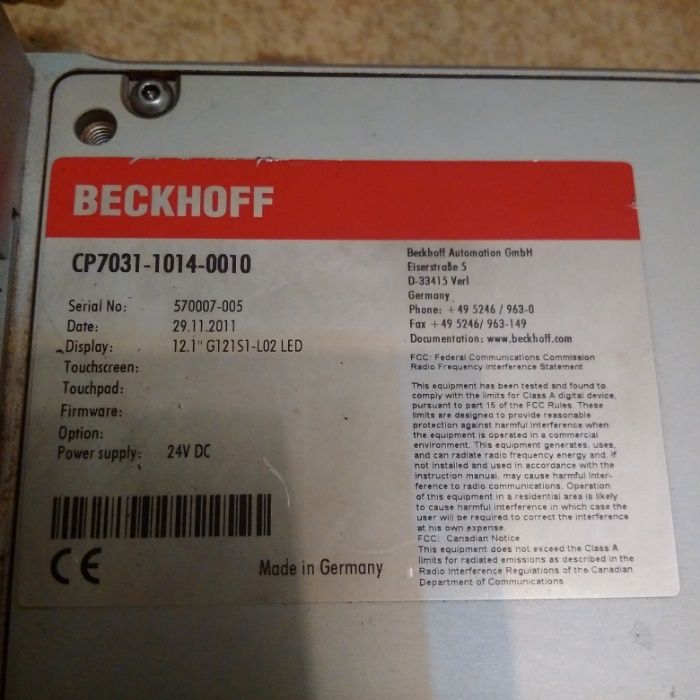 BECKHOFF
CP7031-1014-0010
Serial No: 570007-005
Date: 29.11.2011
Display: 12.1" G121S1-L02 LED
Touchscreen:
Touchpad:
Firmware:
Option:
Power supply: 24V DC
CE
Made in Germany
Beckhoff Automation GmbH
Eiserstraße 5
D-33415 Verl
Germany
Phone: +49 5246 / 963-0
Fax +49 5246/ 963-149
Documentation: www.beckhoff.com
FCC: Federal Communications Commission
Radio Frequency Interference Statement
This equipment has been tested and found to
comply with the limits for Class A digital device,
pursuant to part 15 of the FCC Rules. These
limits are designed to provide reasonable
protection against harmful interference when
the equipment is operated in a commercial
environment. This equipment generates, uses,
and can radiate radio frequency energy and, if
not installed and used in accordance with the
instruction manual, may cause harmful inter-
ference to radio communications. Operation
of this equipment in a residential area is likely
to cause harmful interference in which case the
user will be required to correct the interference
at his own expense.
FCC: Canadian Notice
This equipment does not exceed the Class A
limits for radiated emissions as described in the
Radio Interference Regulations of the Canadian
Department of Communications